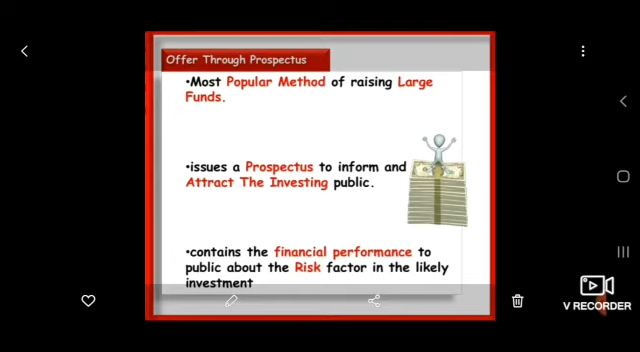 Offer Through Prospectus
•Most Popular Method of raising Large
Funds.
•issues a Prospectus to inform and
Attract The Investing public.
•contains the financial performance to
public about the Risk factor in the likely
investment
V RECORDER